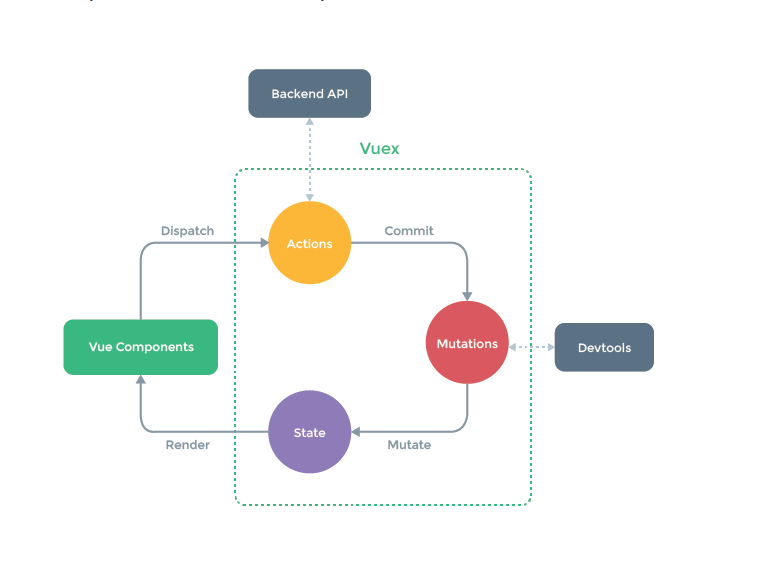 Backend API
Vuex
Dispatch
Commit
Actions
Vue Components
Mutations
Devtools
State
Render
Mutate